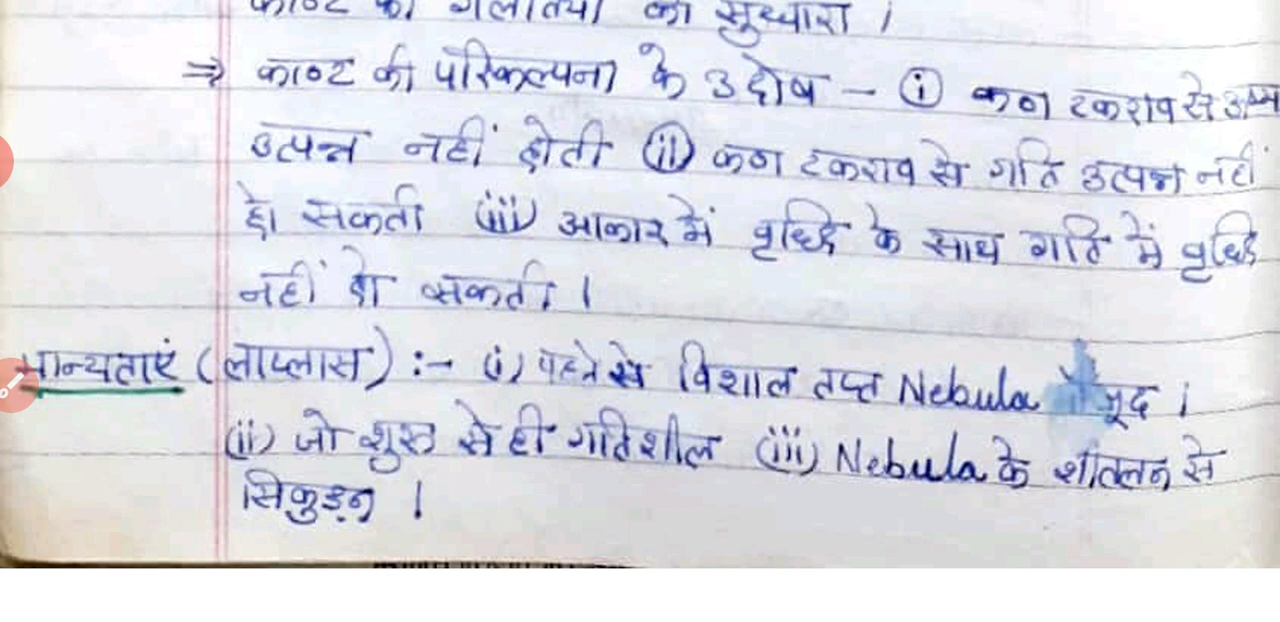 काण्ट की गलतियों को सुधारा ।
⇒ काण्ट की परिकल्पना के 3 दोष – (i) कण टकराव से ऊष्मा
उत्पन्न नहीं होती (ii) कण टकराव से गति उत्पन्न नहीं
हो सकती (iii) आकार में वृद्धि के साथ गति में वृद्धि
नहीं हो सकती ।
मान्यताएं (लाप्लास) :- (i) पहले से विशाल तप्त Nebula मौजूद ।
(ii) जो शुरू से ही गतिशील (iii) Nebula के शीतलन से
सिकुड़न ।